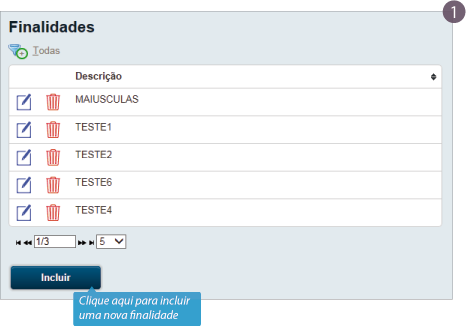 1
Finalidades
Todas
Descrição
MAIUSCULAS
TESTE1
TESTE2
TESTE6
TESTE4
1/3 5
Incluir
Clique aqui para incluir
uma nova finalidade